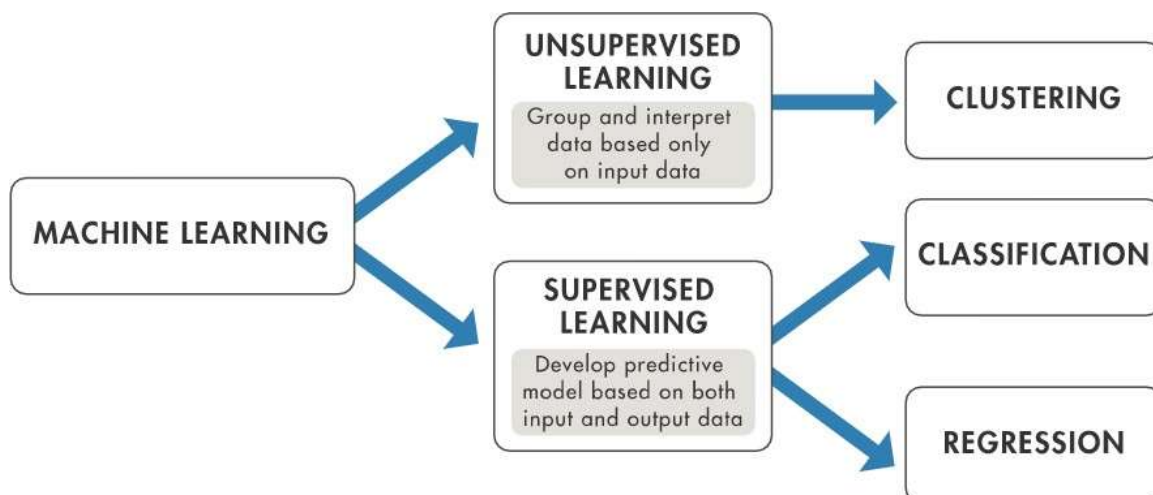 MACHINE LEARNING
UNSUPERVISED
LEARNING
Group and interpret
data based only
on input data
SUPERVISED
LEARNING
Develop predictive
model based on both
input and output data
CLUSTERING
CLASSIFICATION
REGRESSION